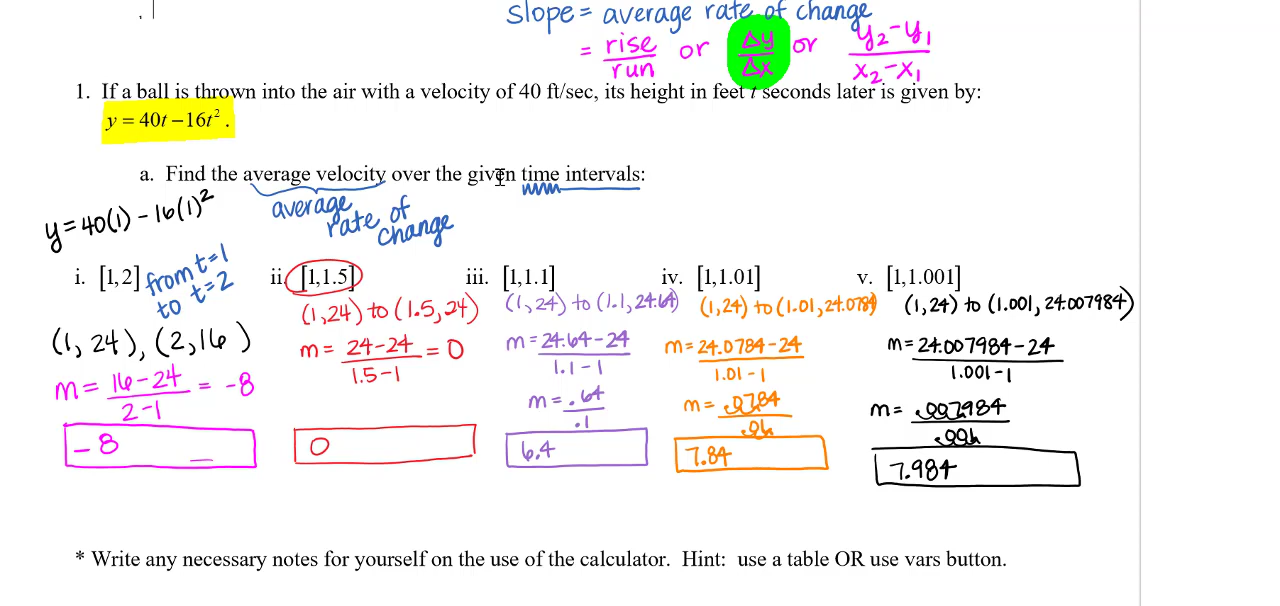 slope = average rate of change
= rise/run or Δy/Δx or y₂-y₁/x₂-x₁
1. If a ball is thrown into the air with a velocity of 40 ft/sec, its height in feet t seconds later is given by:
y = 40t − 16t².
a. Find the average velocity over the given time intervals:
y = 40(1) − 16(1)²
average rate of change
i. [1,2] from t=1 to t=2
(1, 24), (2, 16)
m = 16-24/2-1 = -8
-8
ii. [1,1.5]
(1,24) to (1.5,24)
m = 24-24/1.5-1 = 0
0
iii. [1,1.1]
(1,24) to (1.1,24.64)
m = 24.64-24/1.1-1
m = .64/.1
6.4
iv. [1,1.01]
(1,24) to (1.01,24.0784)
m = 24.0784-24/1.01-1
m = .0784/.01
7.84
v. [1,1.001]
(1,24) to (1.001, 24.007984)
m = 24.007984-24/1.001-1
m = .007984/.001
7.984
* Write any necessary notes for yourself on the use of the calculator. Hint: use a table OR use vars button.